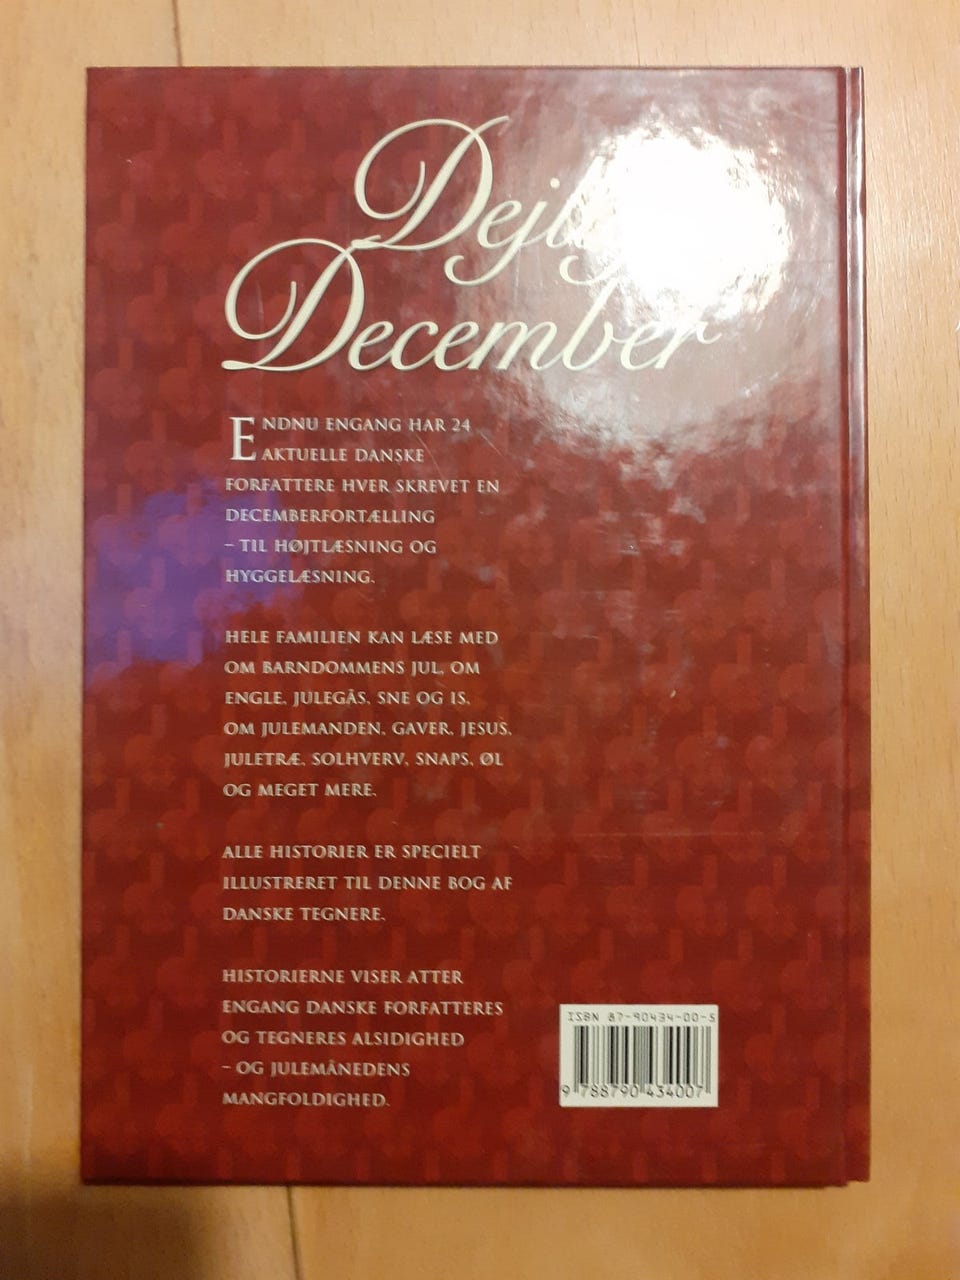 December
ENDNU ENGANG HAR 24
AKTUELLE DANSKE
FORFATTERE HVER SKREVET EN
DECEMBERFORTÆLLING
– TIL HØJTLÆSNING OG
HYGGELÆSNING.
HELE FAMILIEN KAN LÆSE MED
OM BARNDOMMENS JUL, OM
ENGLE, JULEGÅS, SNE OG IS,
OM JULEMANDEN, GAVER, JESUS,
JULETRÆ, SOLHVERV, SNAPS, ØL
OG MEGET MERE.
ALLE HISTORIER ER SPECIELT
ILLUSTRERET TIL DENNE BOG AF
DANSKE TEGNERE.
HISTORIERNE VISER ATTER
ENGANG DANSKE FORFATTERES
OG TEGNERES ALSIDIGHED
– OG JULEMÅNEDENS
MANGFOLDIGHED.
ISBN 87-90434-00-5
9 788790 434007